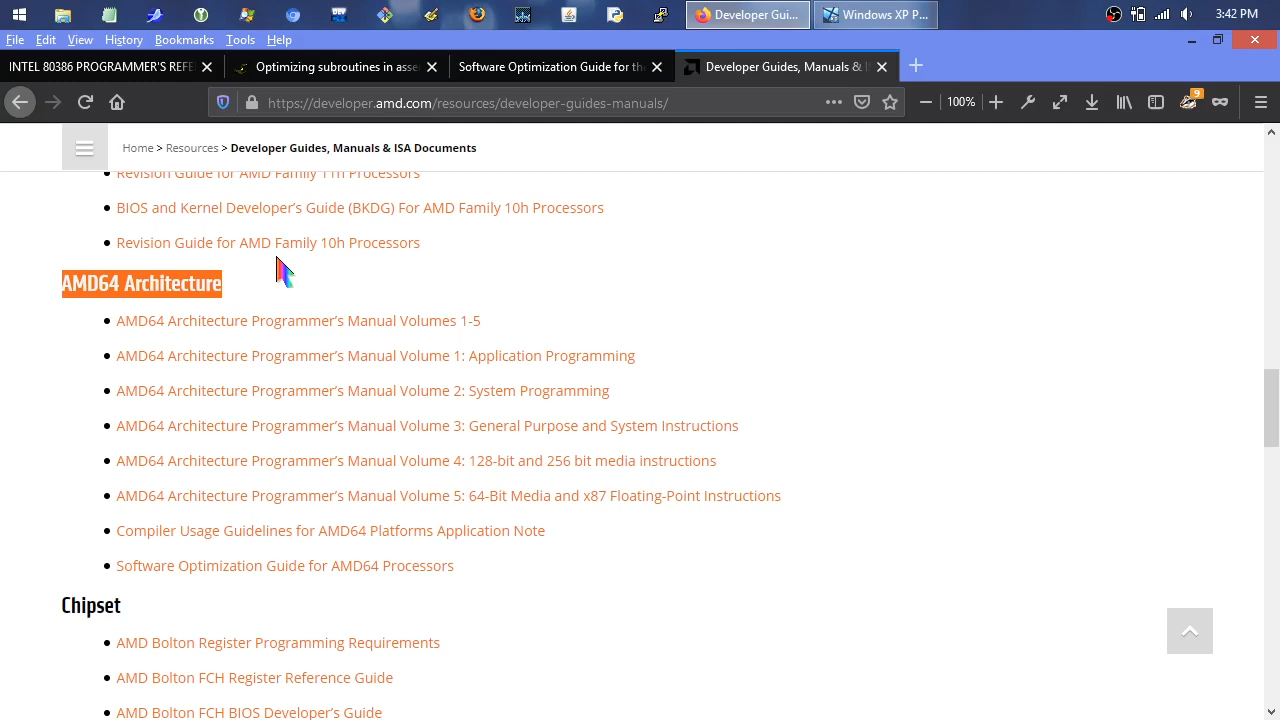 Developer Gui...
Windows XP P...
3:42 PM
File Edit View History Bookmarks Tools Help
INTEL 80386 PROGRAMMER'S REFE
Optimizing subroutines in asse
Software Optimization Guide for th
Developer Guides, Manuals & I
https://developer.amd.com/resources/developer-guides-manuals/
100%
9
Home > Resources > Developer Guides, Manuals & ISA Documents
Revision Guide for AMD Family 11h Processors
BIOS and Kernel Developer's Guide (BKDG) For AMD Family 10h Processors
Revision Guide for AMD Family 10h Processors
AMD64 Architecture
AMD64 Architecture Programmer's Manual Volumes 1-5
AMD64 Architecture Programmer's Manual Volume 1: Application Programming
AMD64 Architecture Programmer's Manual Volume 2: System Programming
AMD64 Architecture Programmer's Manual Volume 3: General Purpose and System Instructions
AMD64 Architecture Programmer's Manual Volume 4: 128-bit and 256 bit media instructions
AMD64 Architecture Programmer's Manual Volume 5: 64-Bit Media and x87 Floating-Point Instructions
Compiler Usage Guidelines for AMD64 Platforms Application Note
Software Optimization Guide for AMD64 Processors
Chipset
AMD Bolton Register Programming Requirements
AMD Bolton FCH Register Reference Guide
AMD Bolton FCH BIOS Developer's Guide